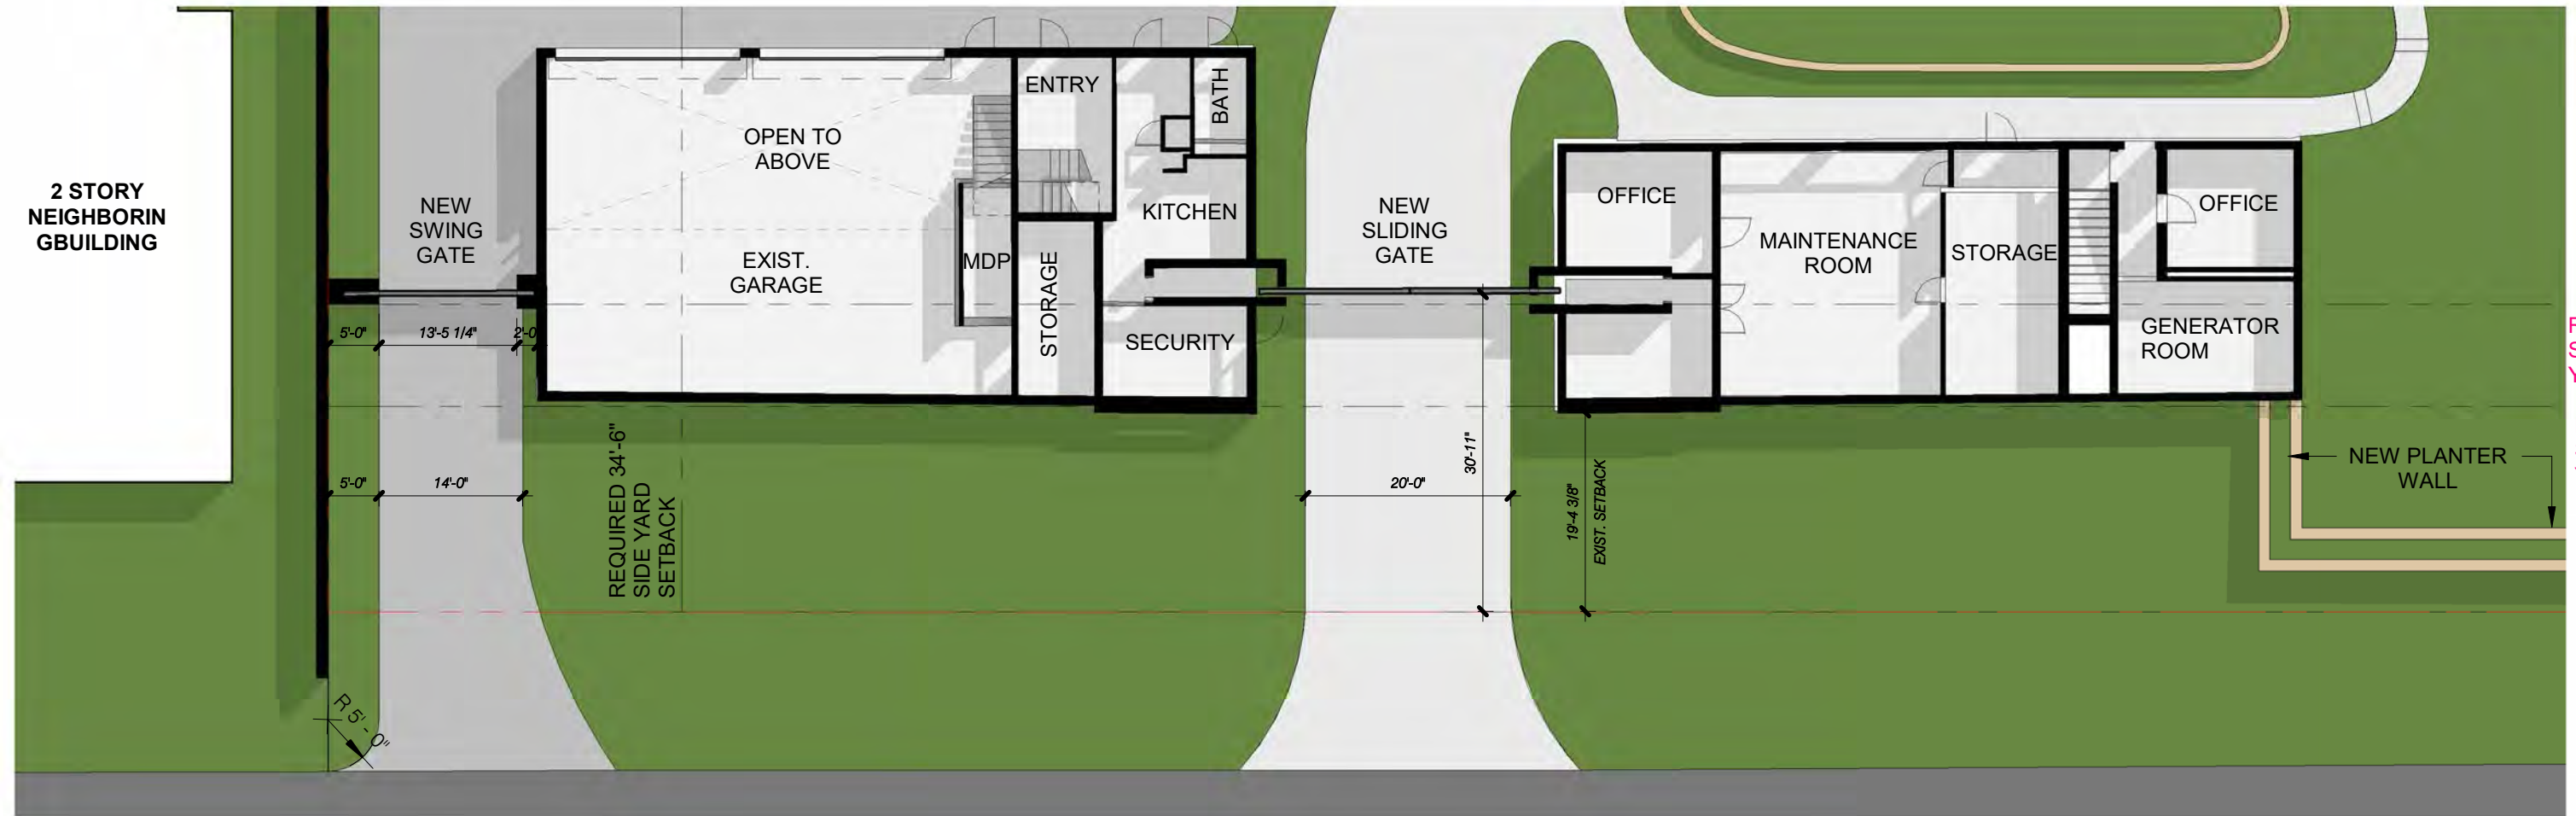 2 STORY
NEIGHBORIN
GBUILDING
NEW
SWING
GATE
OPEN TO
ABOVE
EXIST.
GARAGE
MDP
ENTRY
BATH
KITCHEN
STORAGE
SECURITY
NEW
SLIDING
GATE
OFFICE
MAINTENANCE
ROOM
STORAGE
OFFICE
GENERATOR
ROOM
5'-0"
13'-5 1/4"
2'-0
5'-0"
14'-0"
REQUIRED 34'-6"
SIDE YARD
SETBACK
20'-0"
30'-11"
19'-4 3/8"
EXIST. SETBACK
NEW PLANTER
WALL
R 5' - 0"